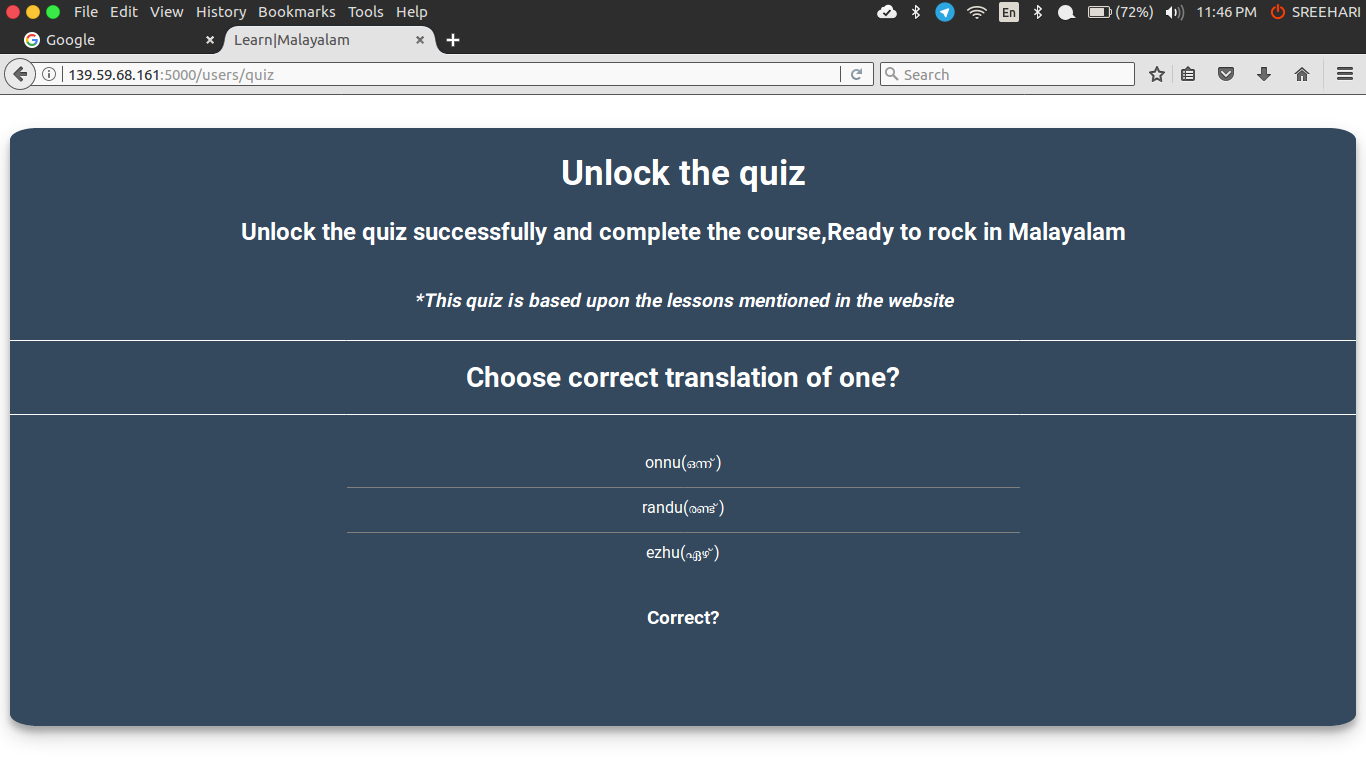 File Edit View History Bookmarks Tools Help En (72%) 11:46 PM SREEHARI
Google Learn|Malayalam
139.59.68.161:5000/users/quiz Search
Unlock the quiz
Unlock the quiz successfully and complete the course,Ready to rock in Malayalam
*This quiz is based upon the lessons mentioned in the website
Choose correct translation of one?
onnu(ഒന്ന്)
randu(രണ്ട്)
ezhu(ഏഴ്)
Correct?